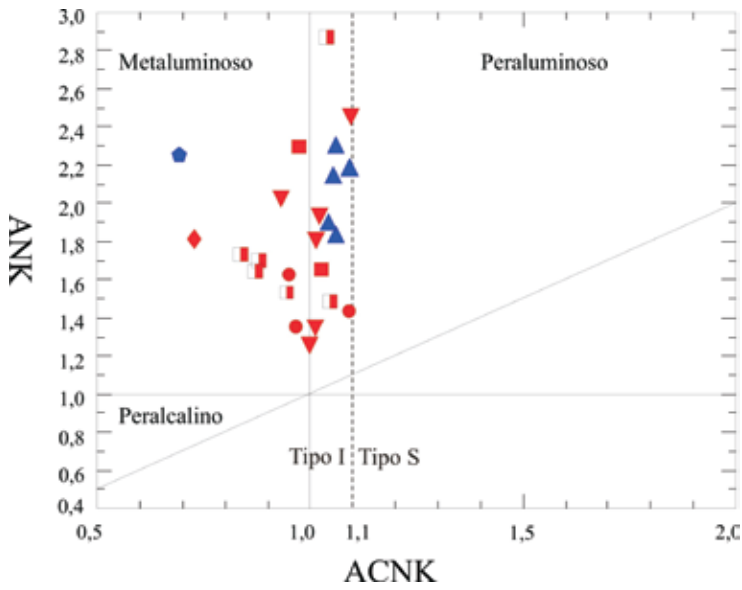 3,0
2,8
2,6
2,4
2,2
2,0
1,8
1,6
1,4
1,2
1,0
0,8
0,6
0,4
ANK
Metaluminoso
Peraluminoso
Peralcalino
Tipo I
Tipo S
0,5
1,0
1,1
1,5
2,0
ACNK